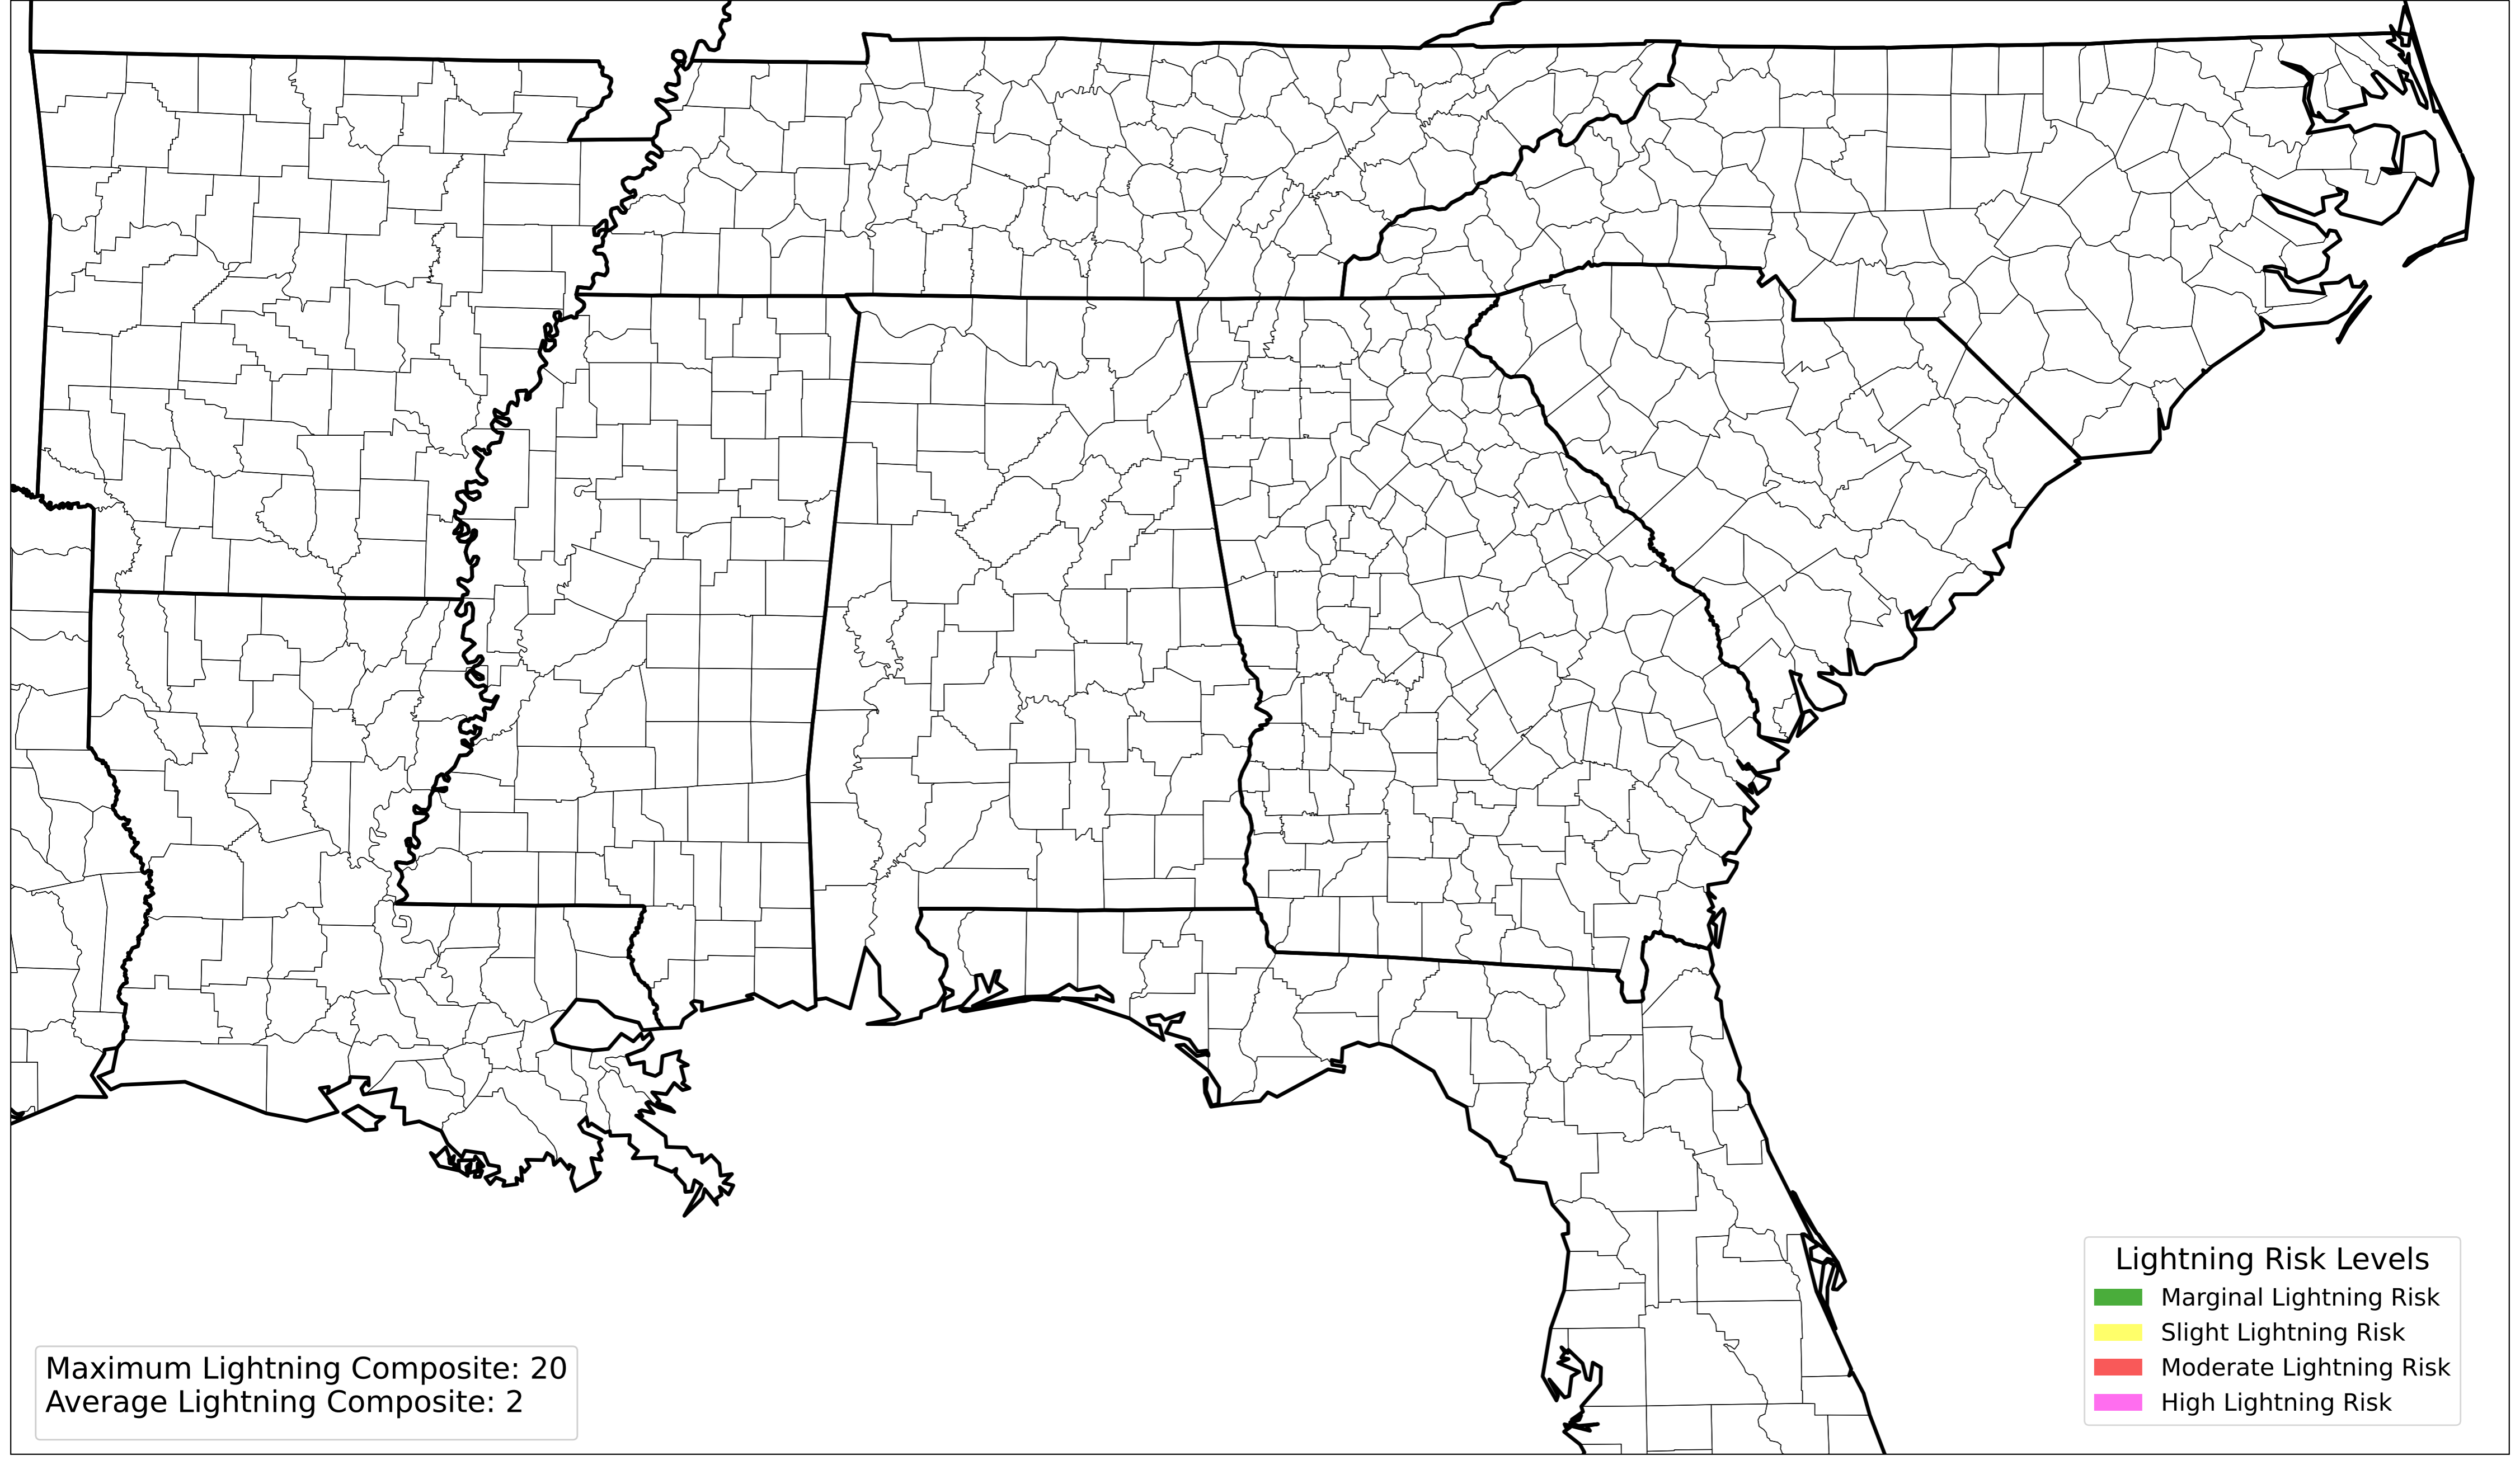 Lightning Risk Levels
Marginal Lightning Risk
Slight Lightning Risk
Moderate Lightning Risk
High Lightning Risk
Maximum Lightning Composite: 20
Average Lightning Composite: 2